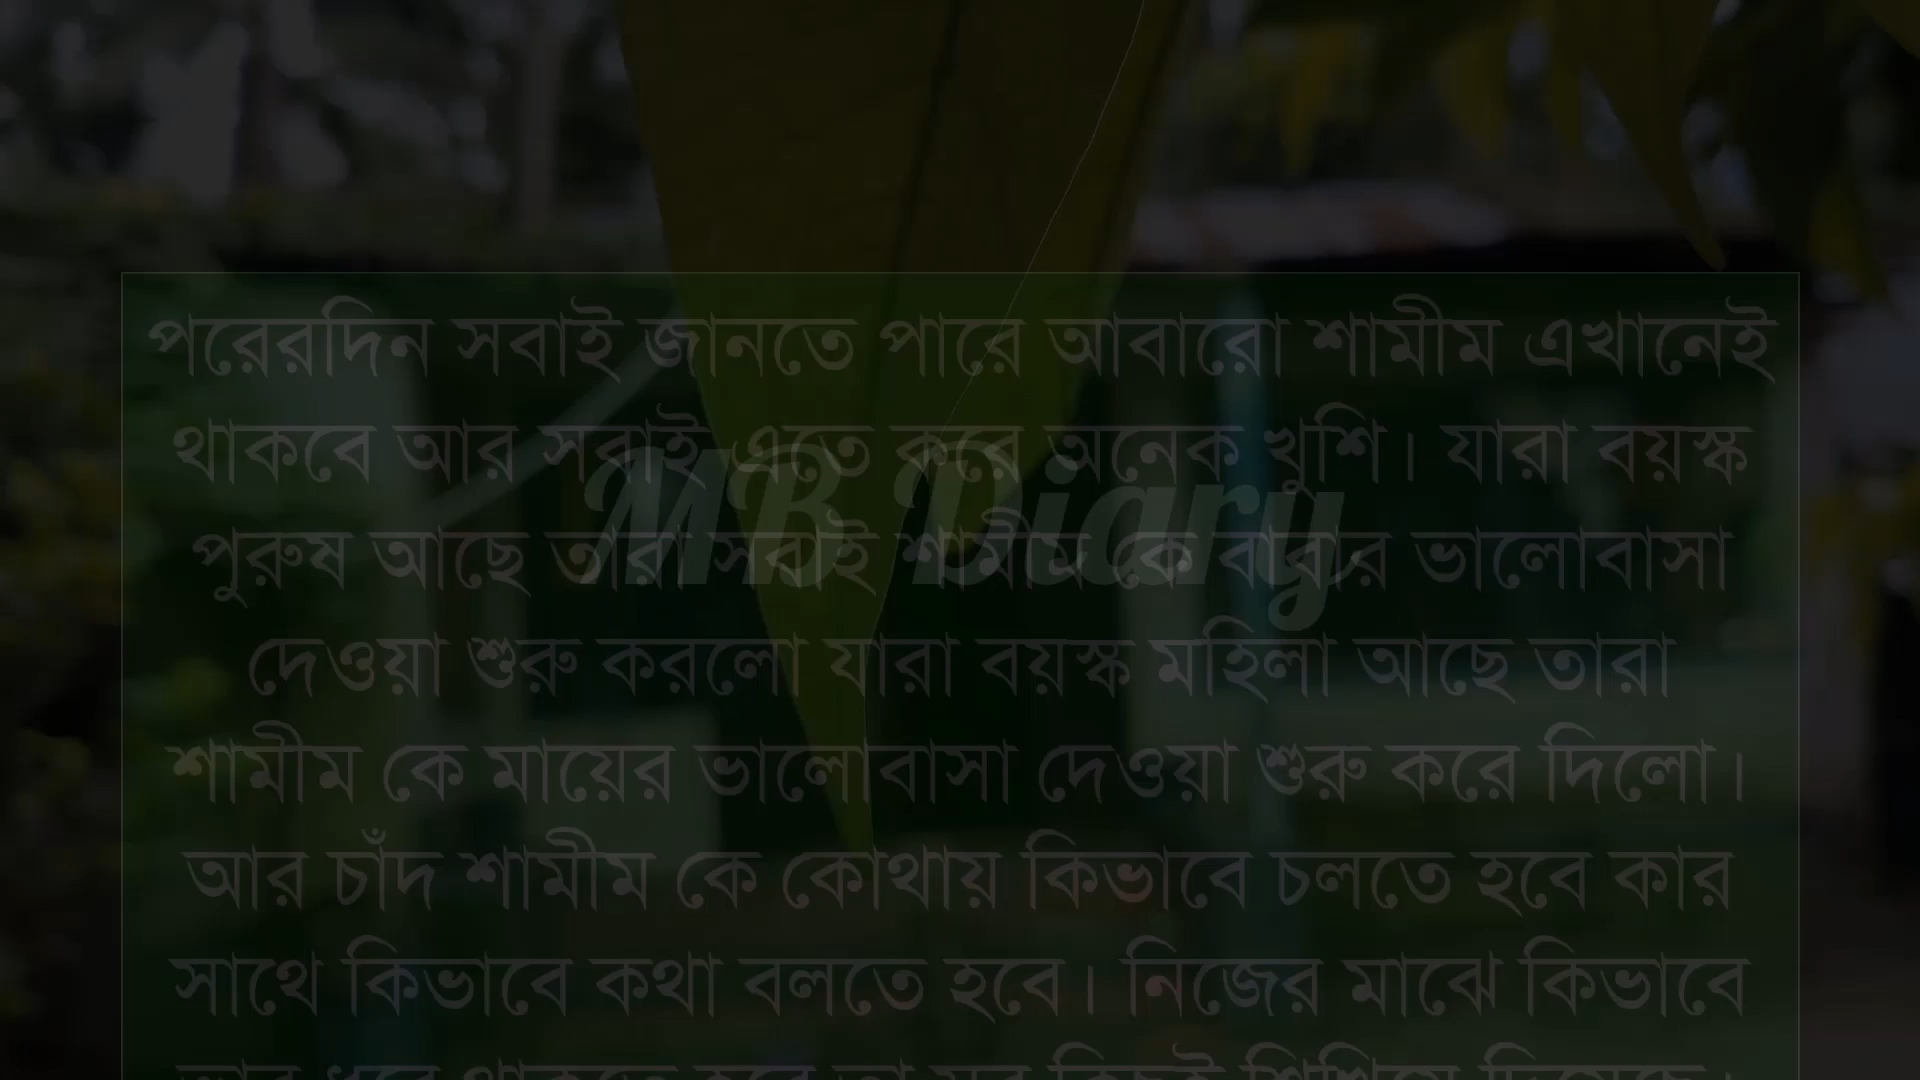 পরেরদিন সবাই জানতে পারে আবারো শামীম এখানেই
থাকবে আর সবাই এতে করে অনেক খুশি। যারা বয়স্ক
MB Diary
পুরুষ আছে তারা সবাই শামীম কে বাবার ভালোবাসা
দেওয়া শুরু করলো যারা বয়স্ক মহিলা আছে তারা
শামীম কে মায়ের ভালোবাসা দেওয়া শুরু করে দিলো।
আর চাঁদ শামীম কে কোথায় কিভাবে চলতে হবে কার
সাথে কিভাবে কথা বলতে হবে। নিজের মাঝে কিভাবে